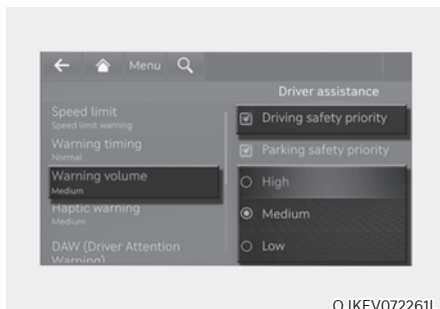 Menu
Driver assistance
Speed limit
Speed limit warning
Warning timing
Normal
Warning volume
Medium
Haptic warning
Medium
DAW (Driver Attention
Warning)
Driving safety priority
Parking safety priority
High
Medium
Low
OJKEV072261L